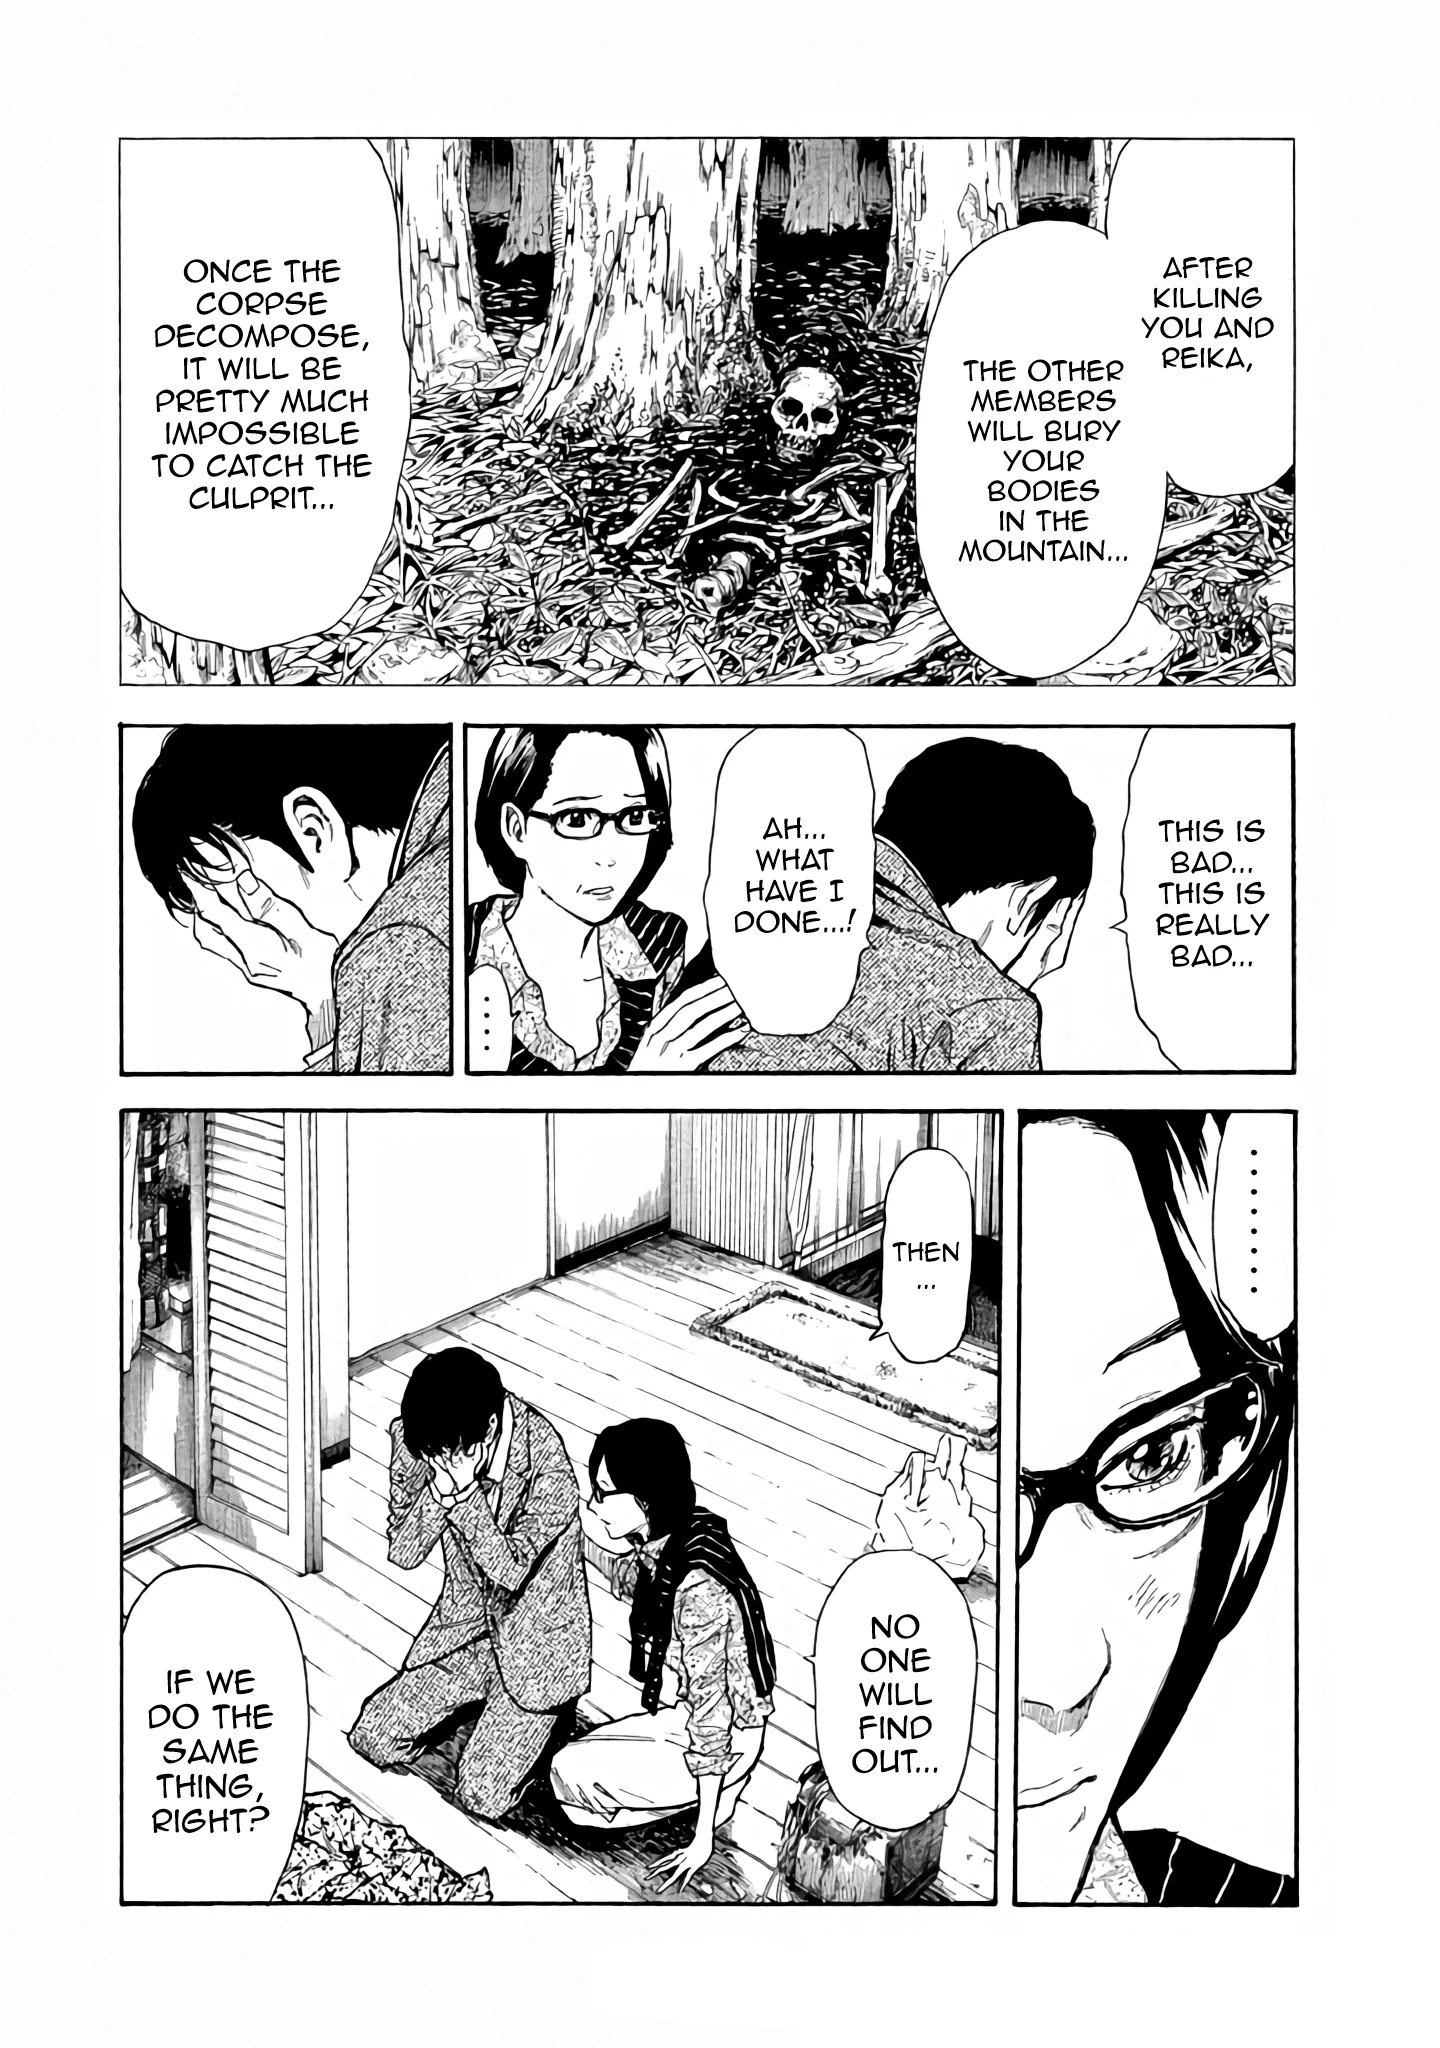 AFTER
KILLING
YOU AND
REIKA,
THE OTHER
MEMBERS
WILL BURY
YOUR
BODIES
IN THE
MOUNTAIN...
ONCE THE
CORPSE
DECOMPOSE,
IT WILL BE
PRETTY MUCH
IMPOSSIBLE
TO CATCH THE
CULPRIT...
THIS IS
BAD...
THIS IS
REALLY
BAD...
AH...
WHAT
HAVE I
DONE...!
....
........
THEN
...
NO
ONE
WILL
FIND
OUT...
IF WE
DO THE
SAME
THING,
RIGHT?